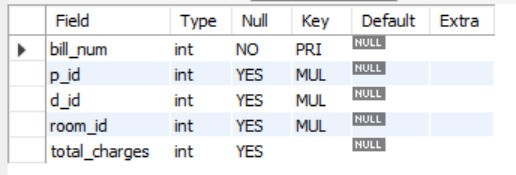 Field Type Null Key Default Extra
bill_num int NO PRI NULL
p_id int YES MUL NULL
d_id int YES MUL NULL
room_id int YES MUL NULL
total_charges int YES NULL